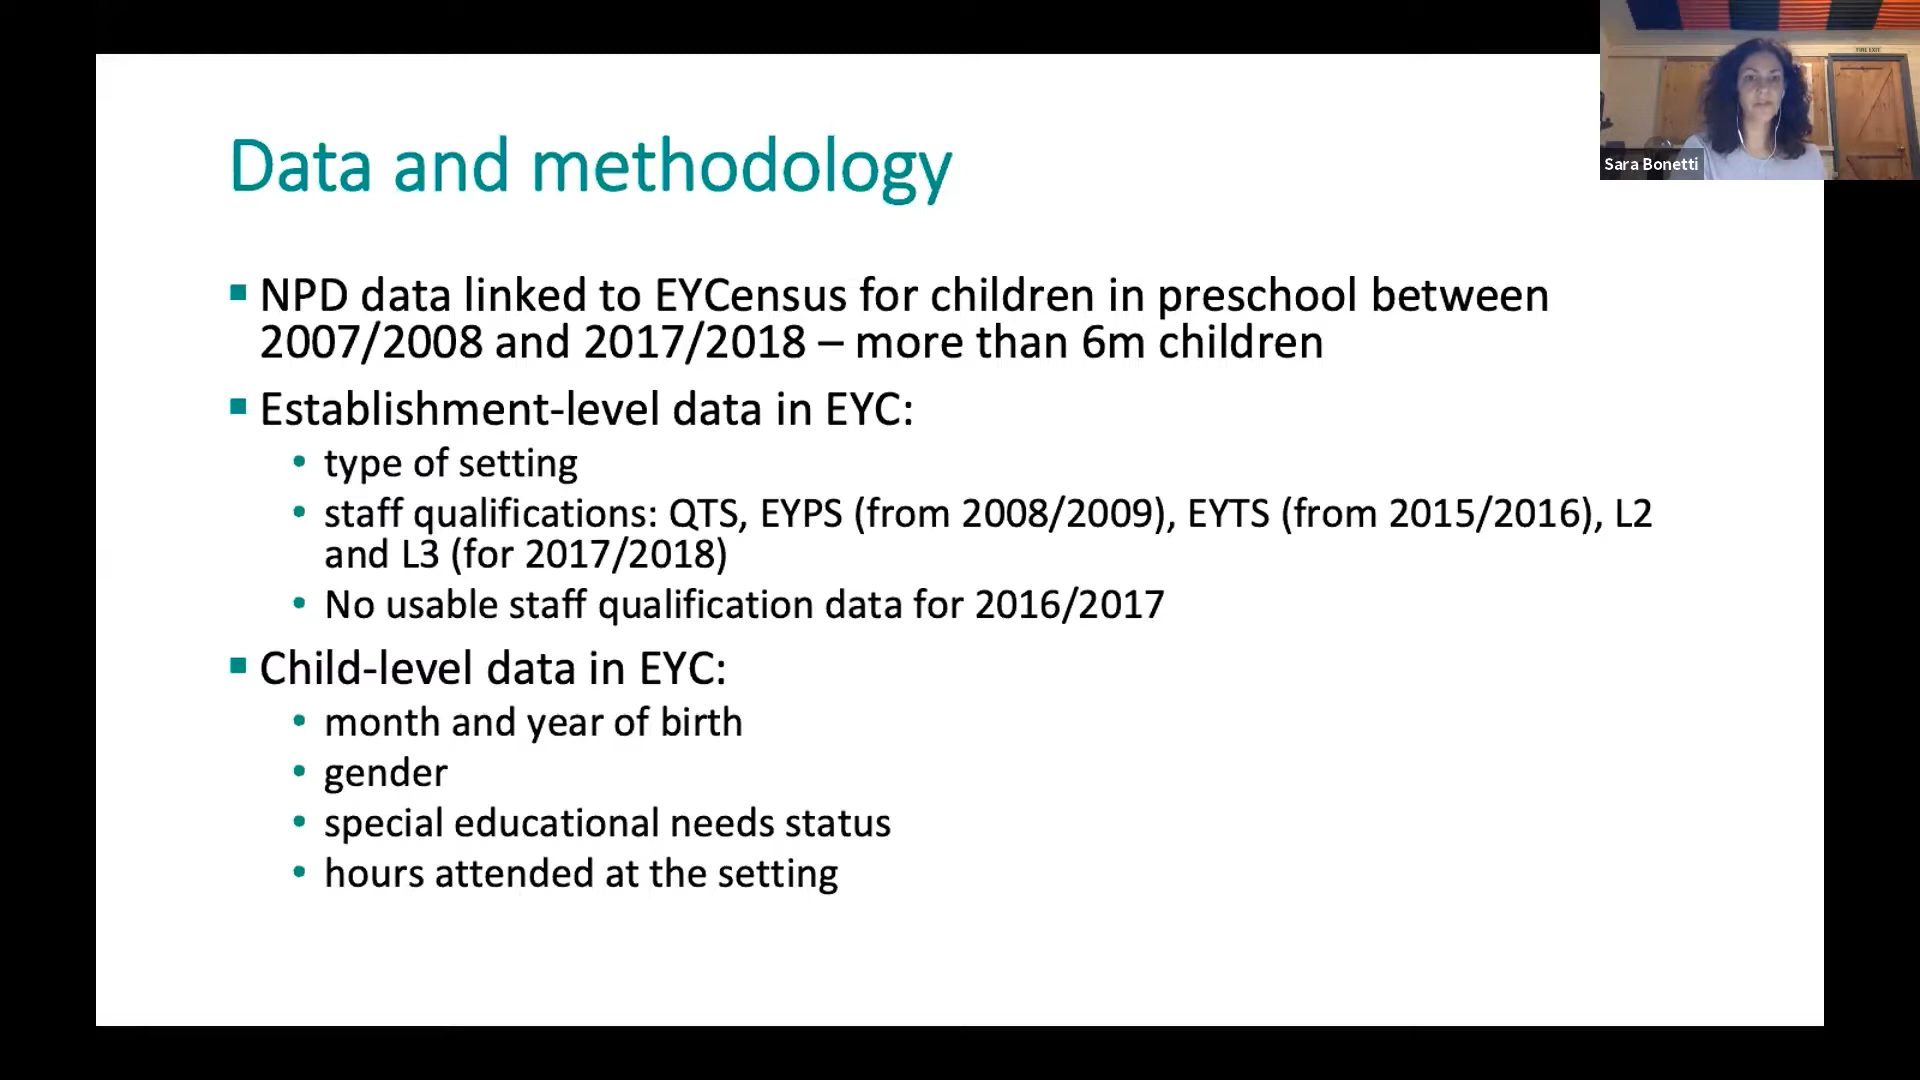 FIRE EXIT
Sara Bonetti
Data and methodology
▪ NPD data linked to EYCensus for children in preschool between
2007/2008 and 2017/2018 – more than 6m children
▪ Establishment-level data in EYC:
• type of setting
• staff qualifications: QTS, EYPS (from 2008/2009), EYTS (from 2015/2016), L2
and L3 (for 2017/2018)
• No usable staff qualification data for 2016/2017
▪ Child-level data in EYC:
• month and year of birth
• gender
• special educational needs status
• hours attended at the setting